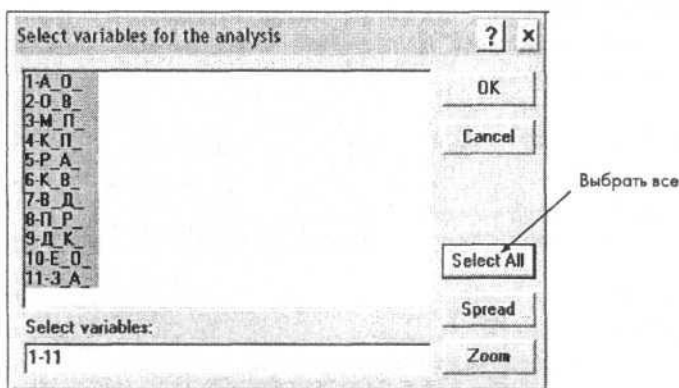 Select variables for the analysis
? ×
1-А_О_
2-О_В_
3-М_П_
4-К_П_
5-Р_А_
6-К_В_
7-В_Д_
8-П_Р_
9-Д_К_
10-Е_О_
11-З_А_
OK
Cancel
Выбрать все
Select All
Spread
Select variables:
1-11
Zoom